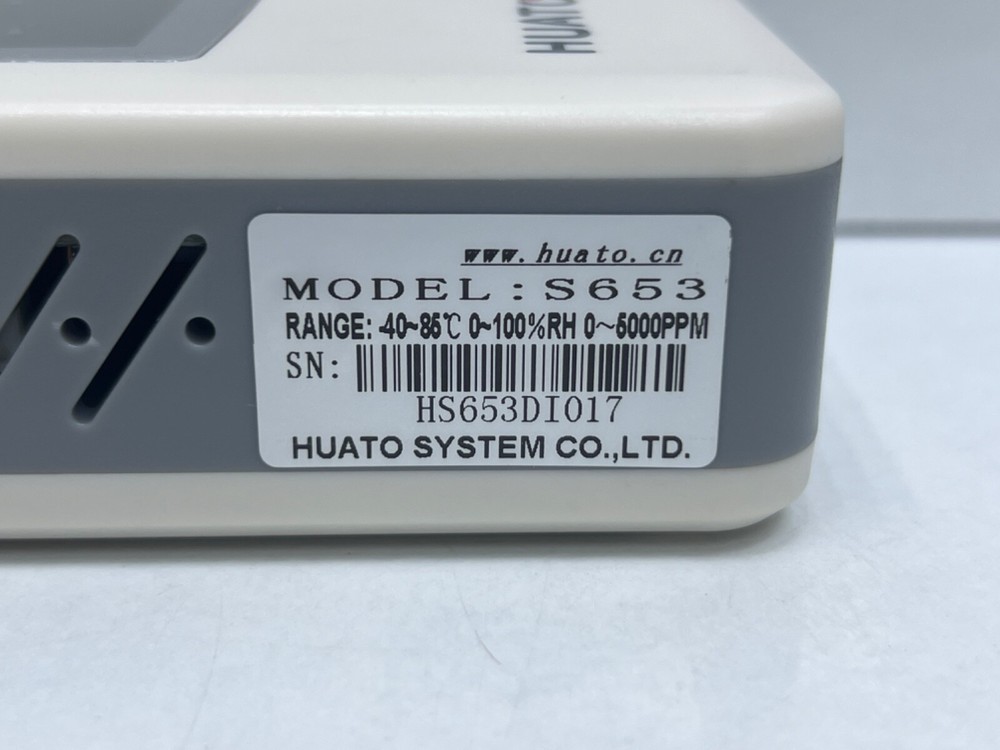 HUATO
www.huato.cn
MODEL:S653
RANGE: -40~85℃ 0~100%RH 0~5000PPM
SN:
HS653DI017
HUATO SYSTEM CO.,LTD.